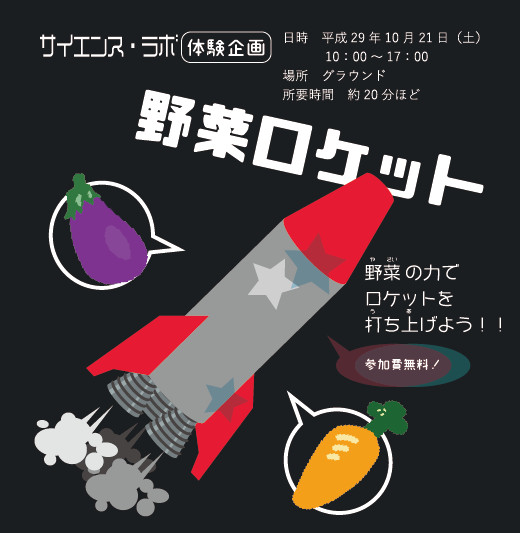 サイエンス・ラボ 体験企画
日時　平成29年10月21日（土）
10：00～17：00
場所　グラウンド
所要時間　約20分ほど
野菜ロケット
野菜の力で
ロケットを
打ち上げよう！！
参加費無料！